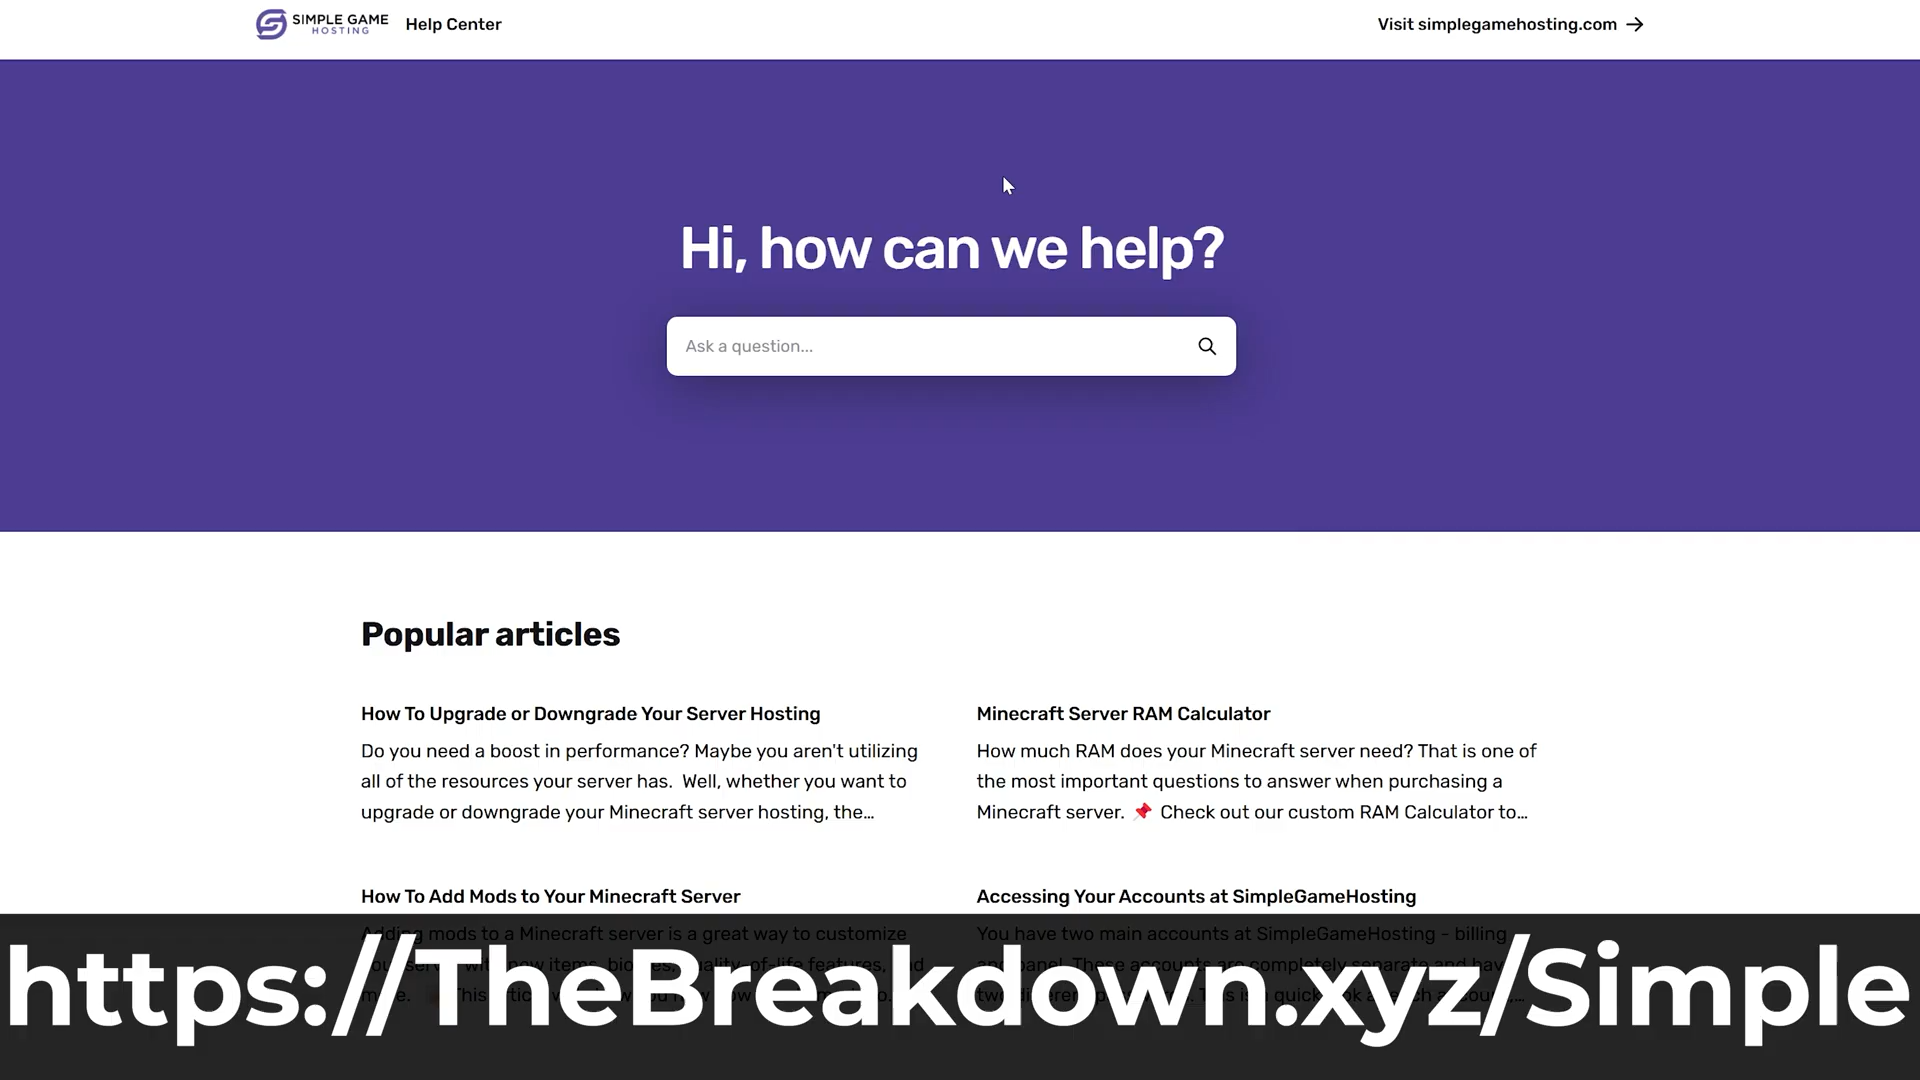 SIMPLE GAME
HOSTING
Help Center
Visit simplegamehosting.com
Hi, how can we help?
Ask a question...
Popular articles
How To Upgrade or Downgrade Your Server Hosting
Do you need a boost in performance? Maybe you aren't utilizing
all of the resources your server has. Well, whether you want to
upgrade or downgrade your Minecraft server hosting, the...
Minecraft Server RAM Calculator
How much RAM does your Minecraft server need? That is one of
the most important questions to answer when purchasing a
Minecraft server. 📌 Check out our custom RAM Calculator to...
How To Add Mods to Your Minecraft Server
Adding mods to a Minecraft server is a great way to customize
Accessing Your Accounts at SimpleGameHosting
You have two main accounts at SimpleGameHosting - billing
https://TheBreakdown.xyz/Simple